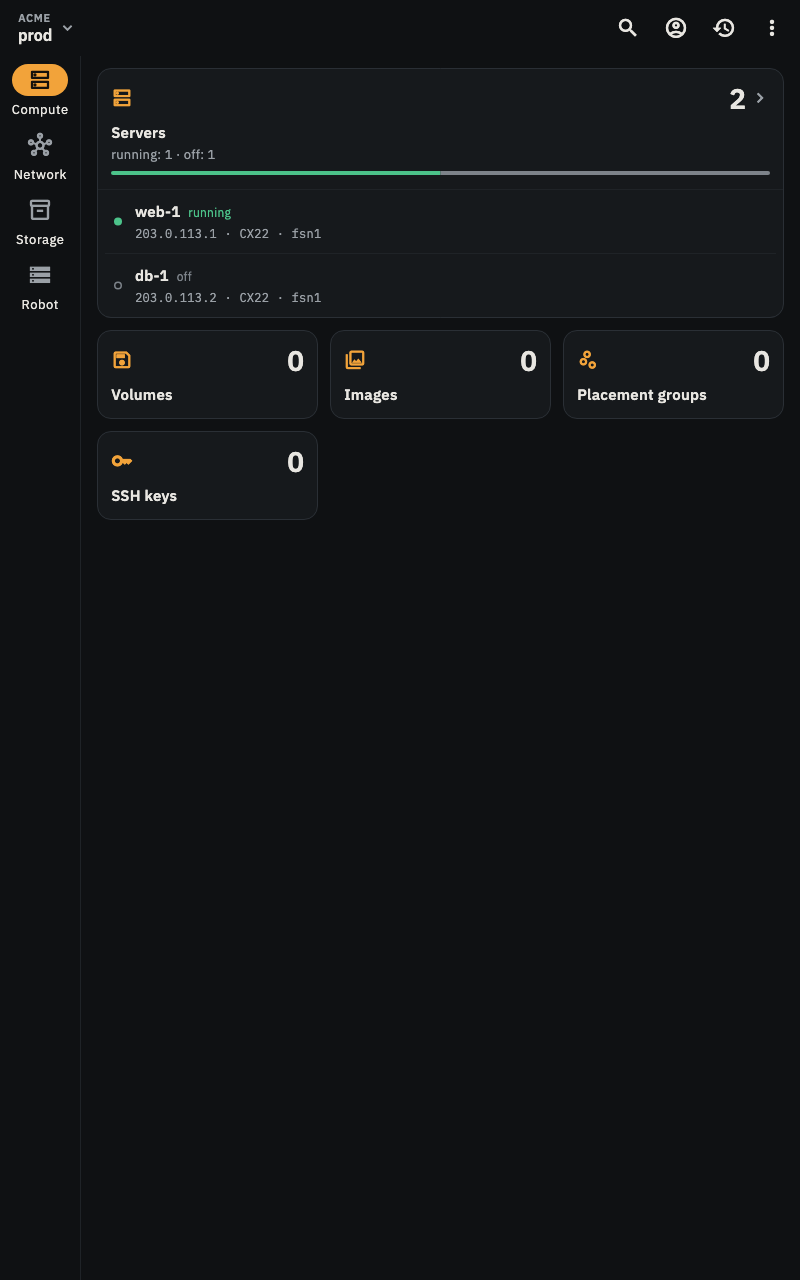 ACME
prod
Compute
Network
Storage
Robot
2
Servers
running: 1 · off: 1
web-1 running
203.0.113.1 · CX22 · fsn1
db-1 off
203.0.113.2 · CX22 · fsn1
0
Volumes
0
Images
0
Placement groups
0
SSH keys